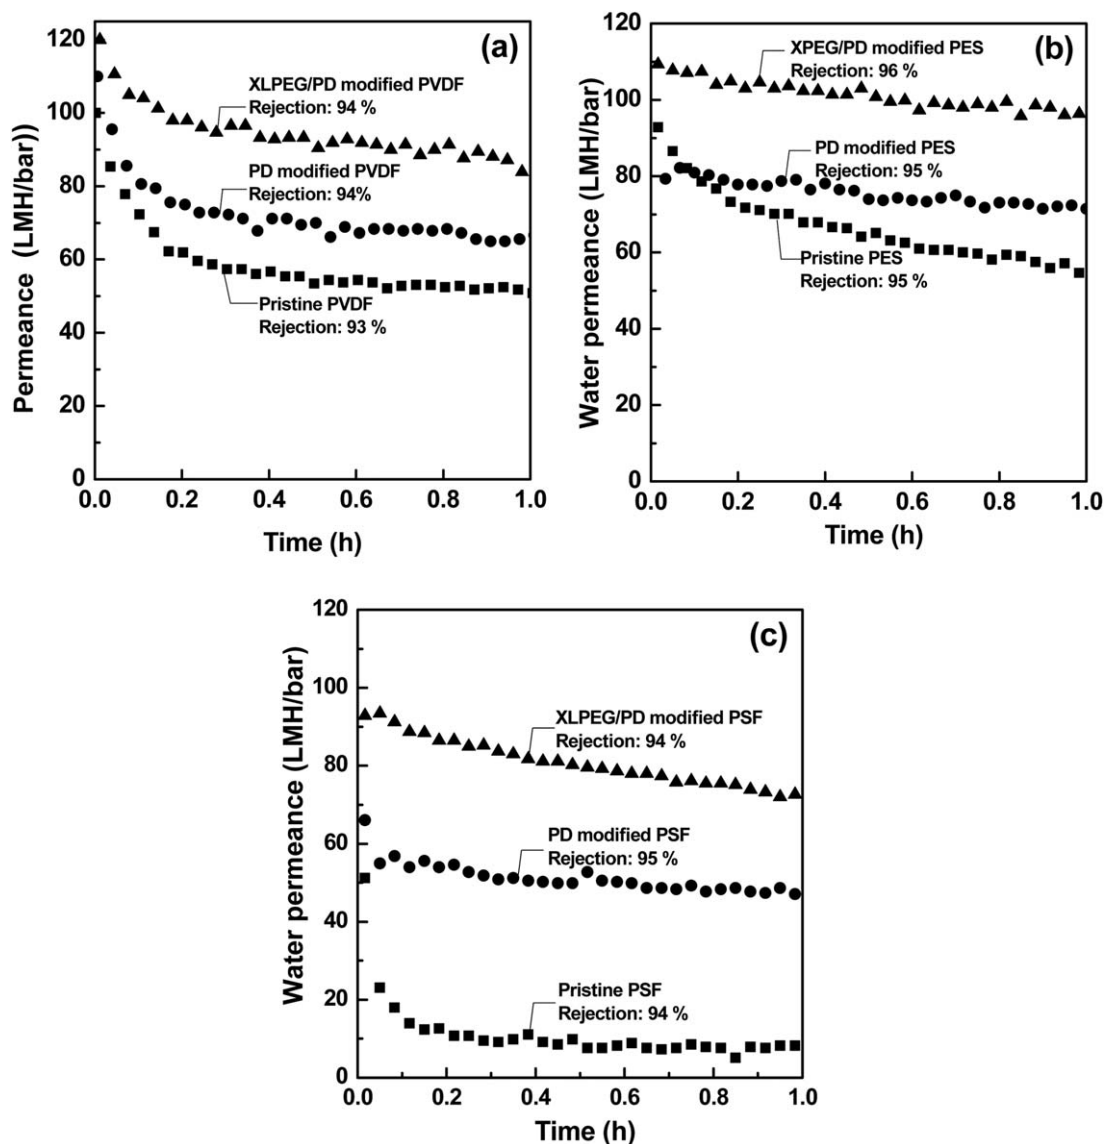 (a)
Permeance (LMH/bar))
120
100
80
60
40
20
0
XLPEG/PD modified PVDF
Rejection: 94 %
PD modified PVDF
Rejection: 94%
Pristine PVDF
Rejection: 93 %
0.0 0.2 0.4 0.6 0.8 1.0
Time (h)
(b)
Water permeance (LMH/bar)
120
100
80
60
40
20
0
XPEG/PD modified PES
Rejection: 96 %
PD modified PES
Rejection: 95 %
Pristine PES
Rejection: 95 %
0.0 0.2 0.4 0.6 0.8 1.0
Time (h)
(c)
Water permeance (LMH/bar)
120
100
80
60
40
20
0
XLPEG/PD modified PSF
Rejection: 94 %
PD modified PSF
Rejection: 95 %
Pristine PSF
Rejection: 94 %
0.0 0.2 0.4 0.6 0.8 1.0
Time (h)